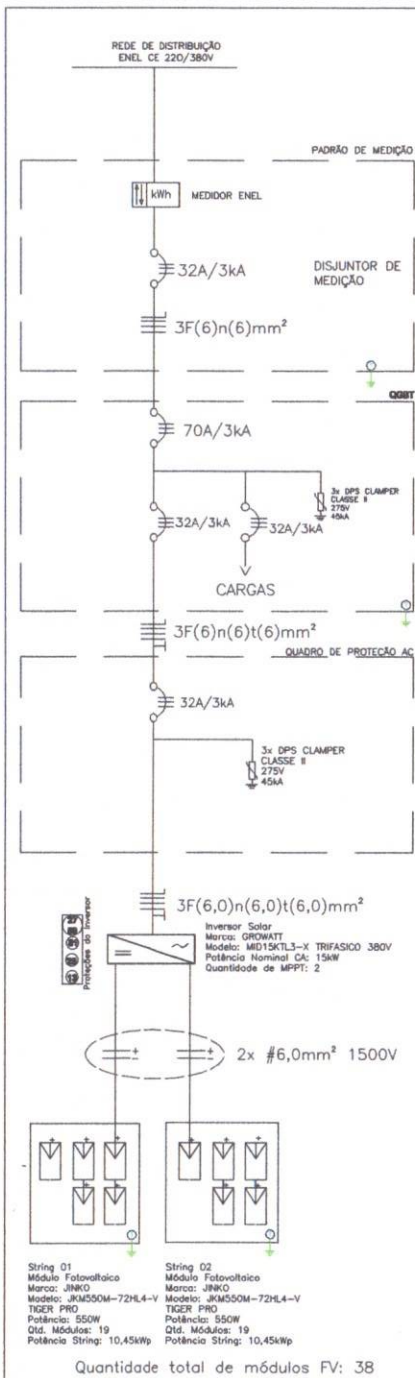 REDE DE DISTRIBUIÇÃO
ENEL CE 220/380V
PADRÃO DE MEDIÇÃO
kWh
MEDIDOR ENEL
32A/3kA
DISJUNTOR DE
MEDIÇÃO
3F(6)n(6)mm²
QGBT
70A/3kA
3x DPS CLAMPER
CLASSE II
275V
45kA
32A/3kA
32A/3kA
CARGAS
3F(6)n(6)t(6)mm²
QUADRO DE PROTEÇÃO AC
32A/3kA
3x DPS CLAMPER
CLASSE II
275V
45kA
3F(6,0)n(6,0)t(6,0)mm²
Proteções do Inversor
Inversor Solar
Marca: GROWATT
Modelo: MID15KTL3-X TRIFASICO 380V
Potência Nominal CA: 15kW
Quantidade de MPPT: 2
2x #6,0mm² 1500V
String 01
Módulo Fotovoltaico
Marca: JINKO
Modelo: JKM550M-72HL4-V
TIGER PRO
Potência: 550W
Qtd. Módulos: 19
Potência String: 10,45kWp
String 02
Módulo Fotovoltaico
Marca: JINKO
Modelo: JKM550M-72HL4-V
TIGER PRO
Potência: 550W
Qtd. Módulos: 19
Potência String: 10,45kWp
Quantidade total de módulos FV: 38